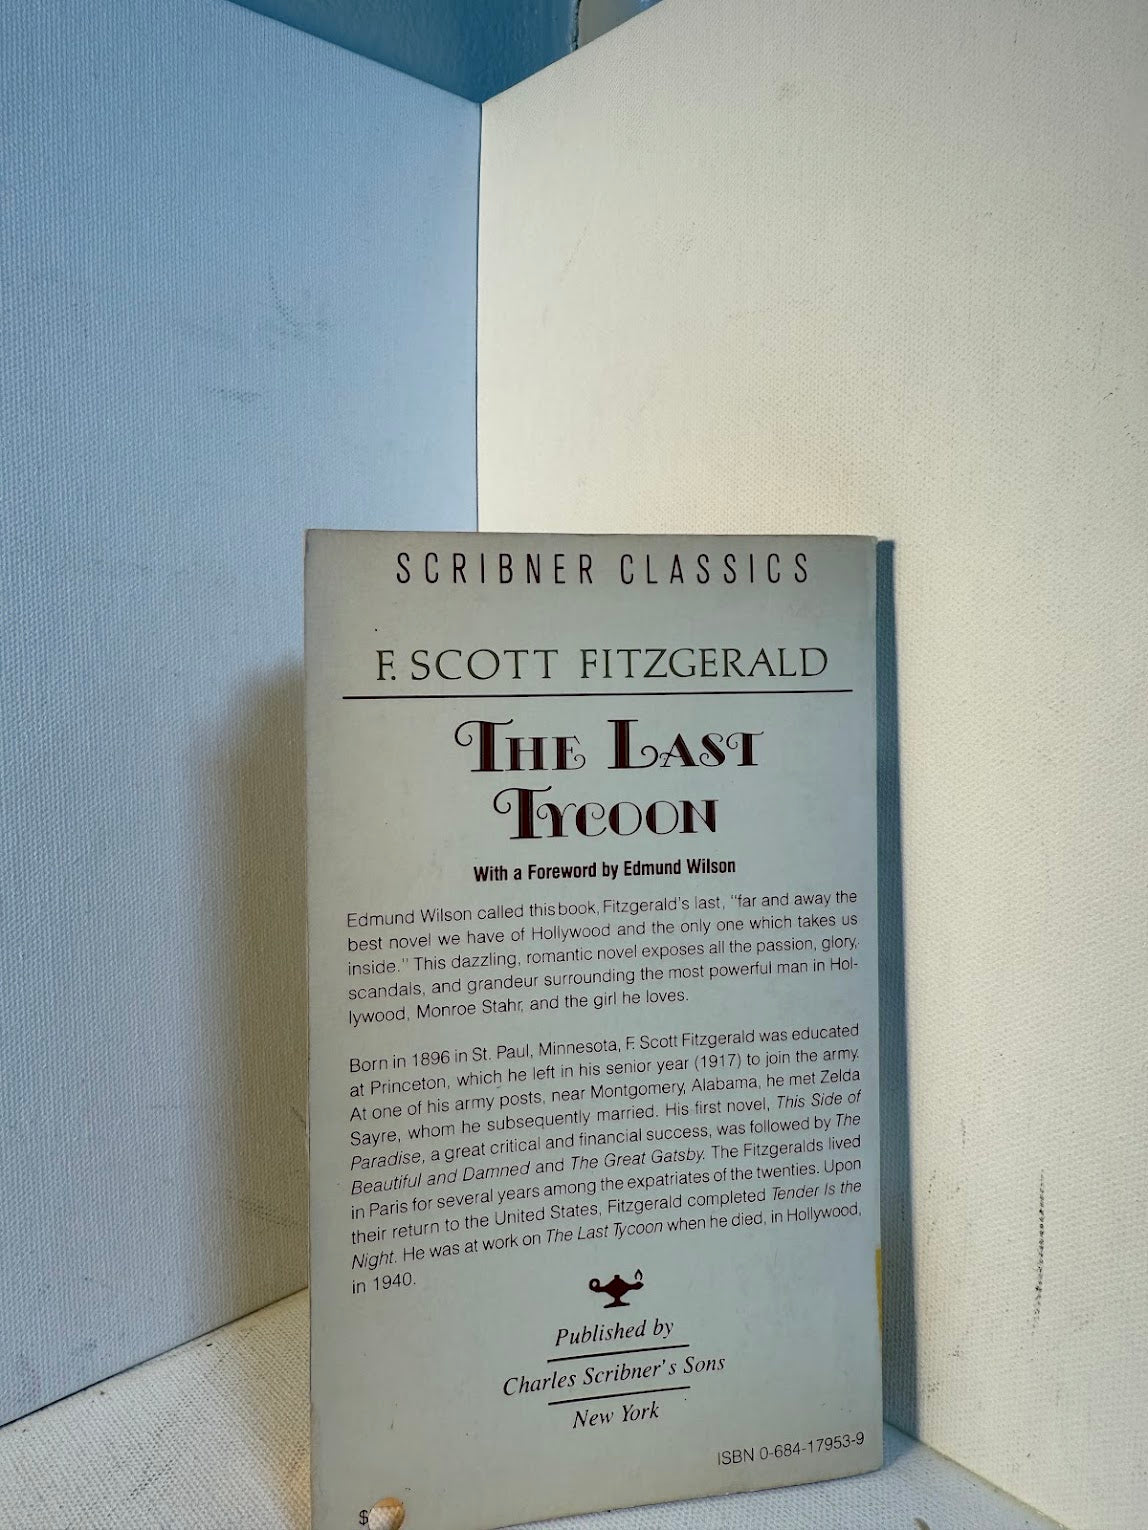 SCRIBNER CLASSICS
F. SCOTT FITZGERALD
THE LAST
TYCOON
With a Foreword by Edmund Wilson
Edmund Wilson called this book, Fitzgerald's last, "far and away the
best novel we have of Hollywood and the only one which takes us
inside." This dazzling, romantic novel exposes all the passion, glory,
scandals, and grandeur surrounding the most powerful man in Hol-
lywood, Monroe Stahr, and the girl he loves.
Born in 1896 in St. Paul, Minnesota, F. Scott Fitzgerald was educated
at Princeton, which he left in his senior year (1917) to join the army.
At one of his army posts, near Montgomery, Alabama, he met Zelda
Sayre, whom he subsequently married. His first novel, This Side of
Paradise, a great critical and financial success, was followed by The
Beautiful and Damned and The Great Gatsby. The Fitzgeralds lived
in Paris for several years among the expatriates of the twenties. Upon
their return to the United States, Fitzgerald completed Tender Is the
Night. He was at work on The Last Tycoon when he died, in Hollywood,
in 1940.
Published by
Charles Scribner's Sons
New York
ISBN 0-684-17953-9
$